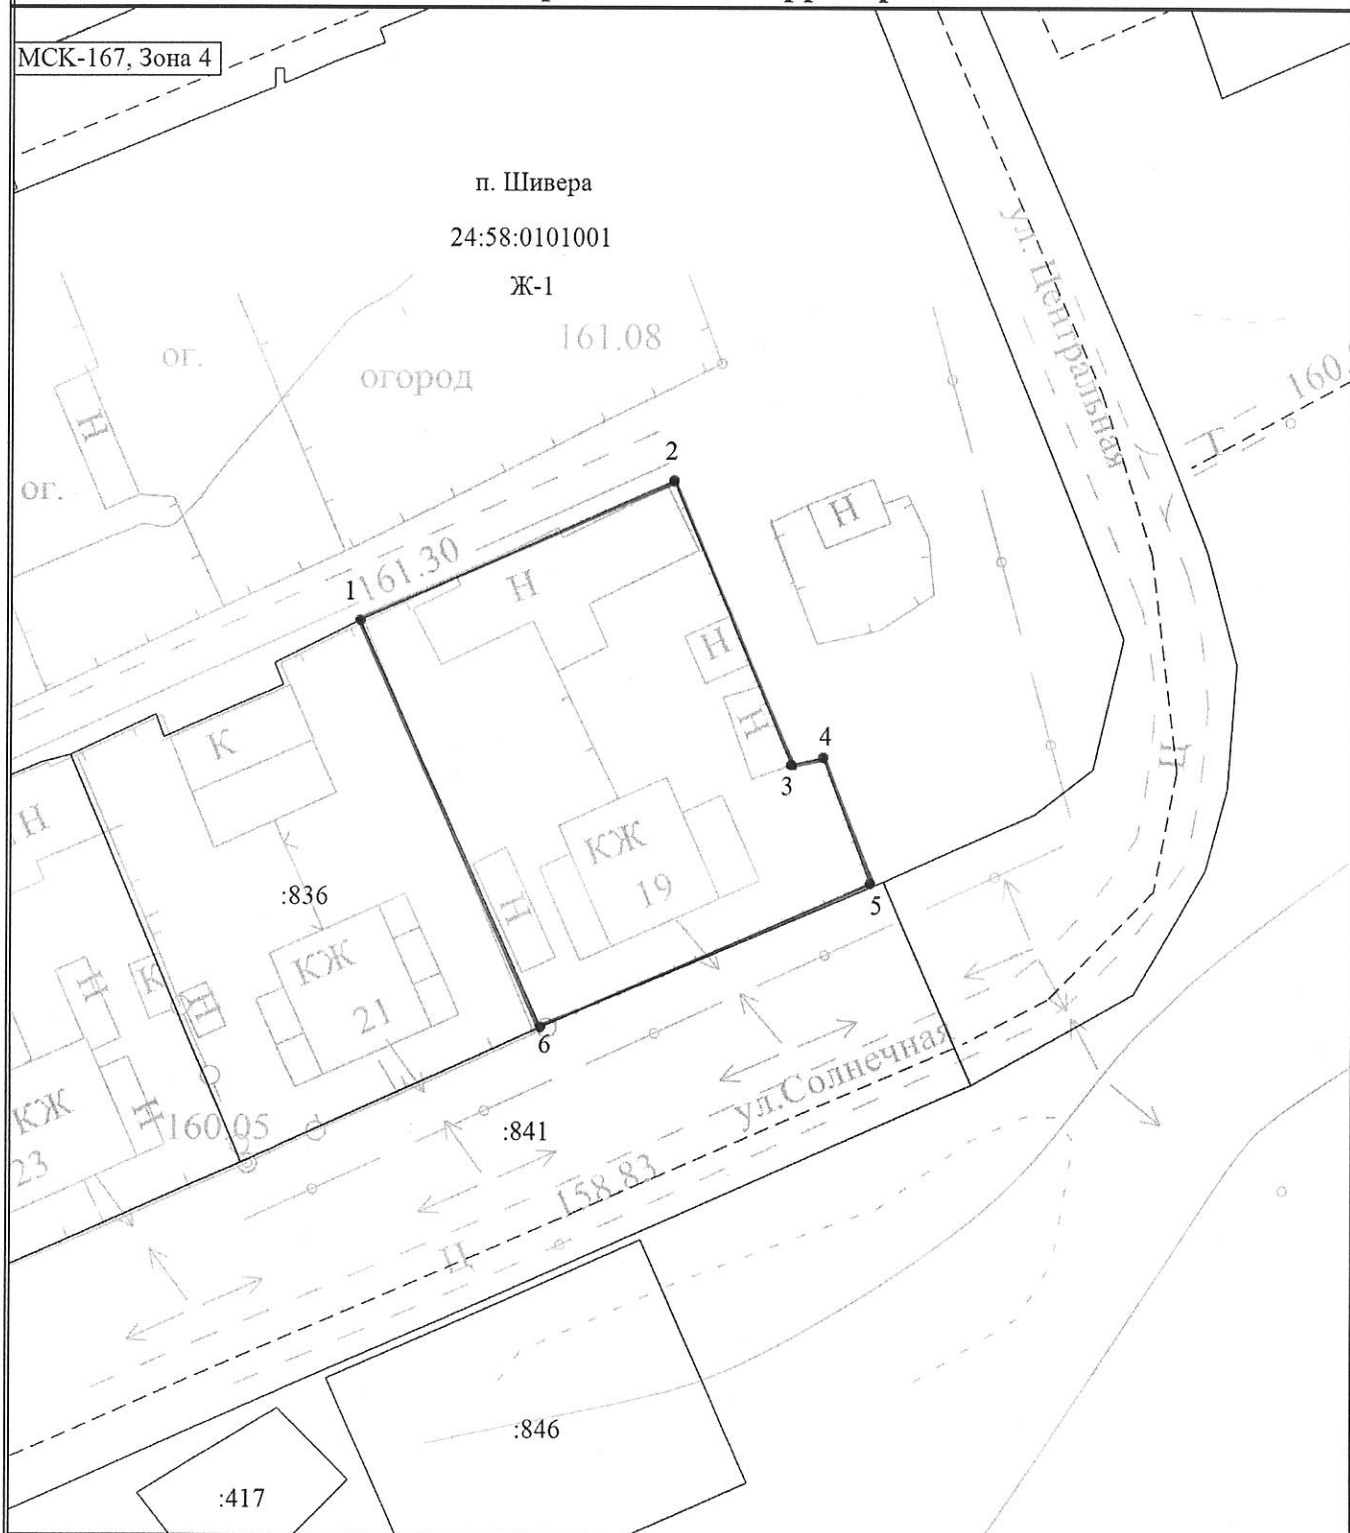 МСК-167, Зона 4
п. Шивера
24:58:0101001
Ж-1
ул. Центральная
161.08
ог.
огород
Н
ог.
2
Н
161.30
1
Н
Н
Н
4
3
К
Н
КЖ
19
Ц
:836
5
Н
КЖ
21
К
Н
Н
6
ул.Солнечная
КЖ
23
Н
160.05
:841
158.83
Ц
:846
:417